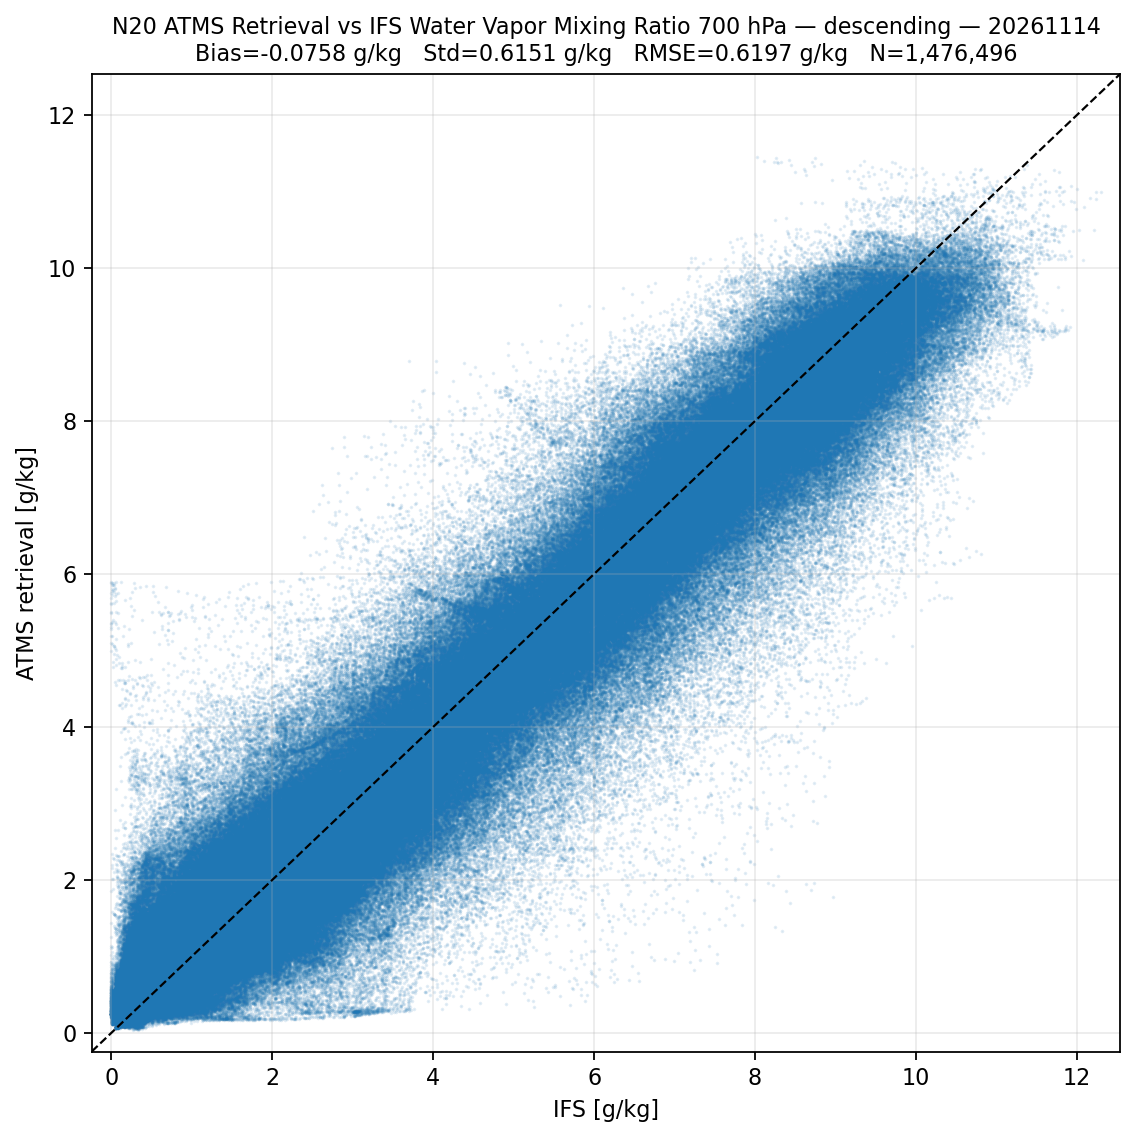 N20 ATMS Retrieval vs IFS Water Vapor Mixing Ratio 700 hPa — descending — 20261114
Bias=-0.0758 g/kg   Std=0.6151 g/kg   RMSE=0.6197 g/kg   N=1,476,496
12
10
8
6
4
2
0
ATMS retrieval [g/kg]
0 2 4 6 8 10 12
IFS [g/kg]